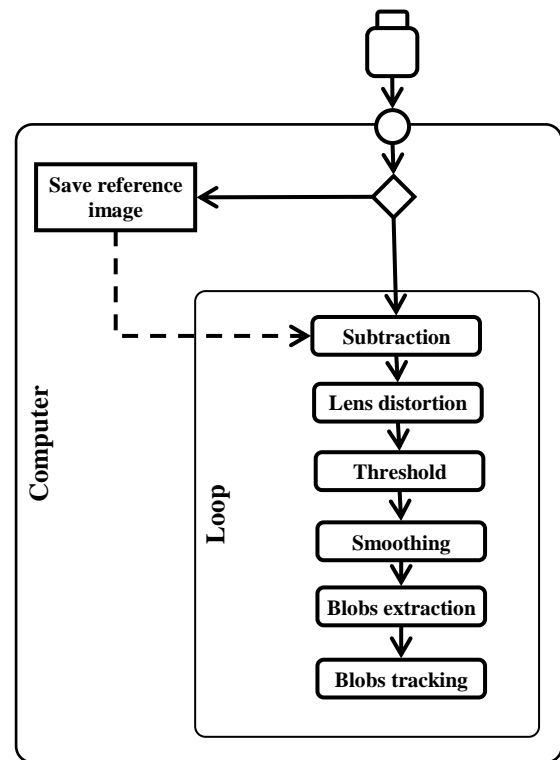 Save reference
image
Subtraction
Lens distortion
Threshold
Smoothing
Blobs extraction
Blobs tracking
Loop
Computer